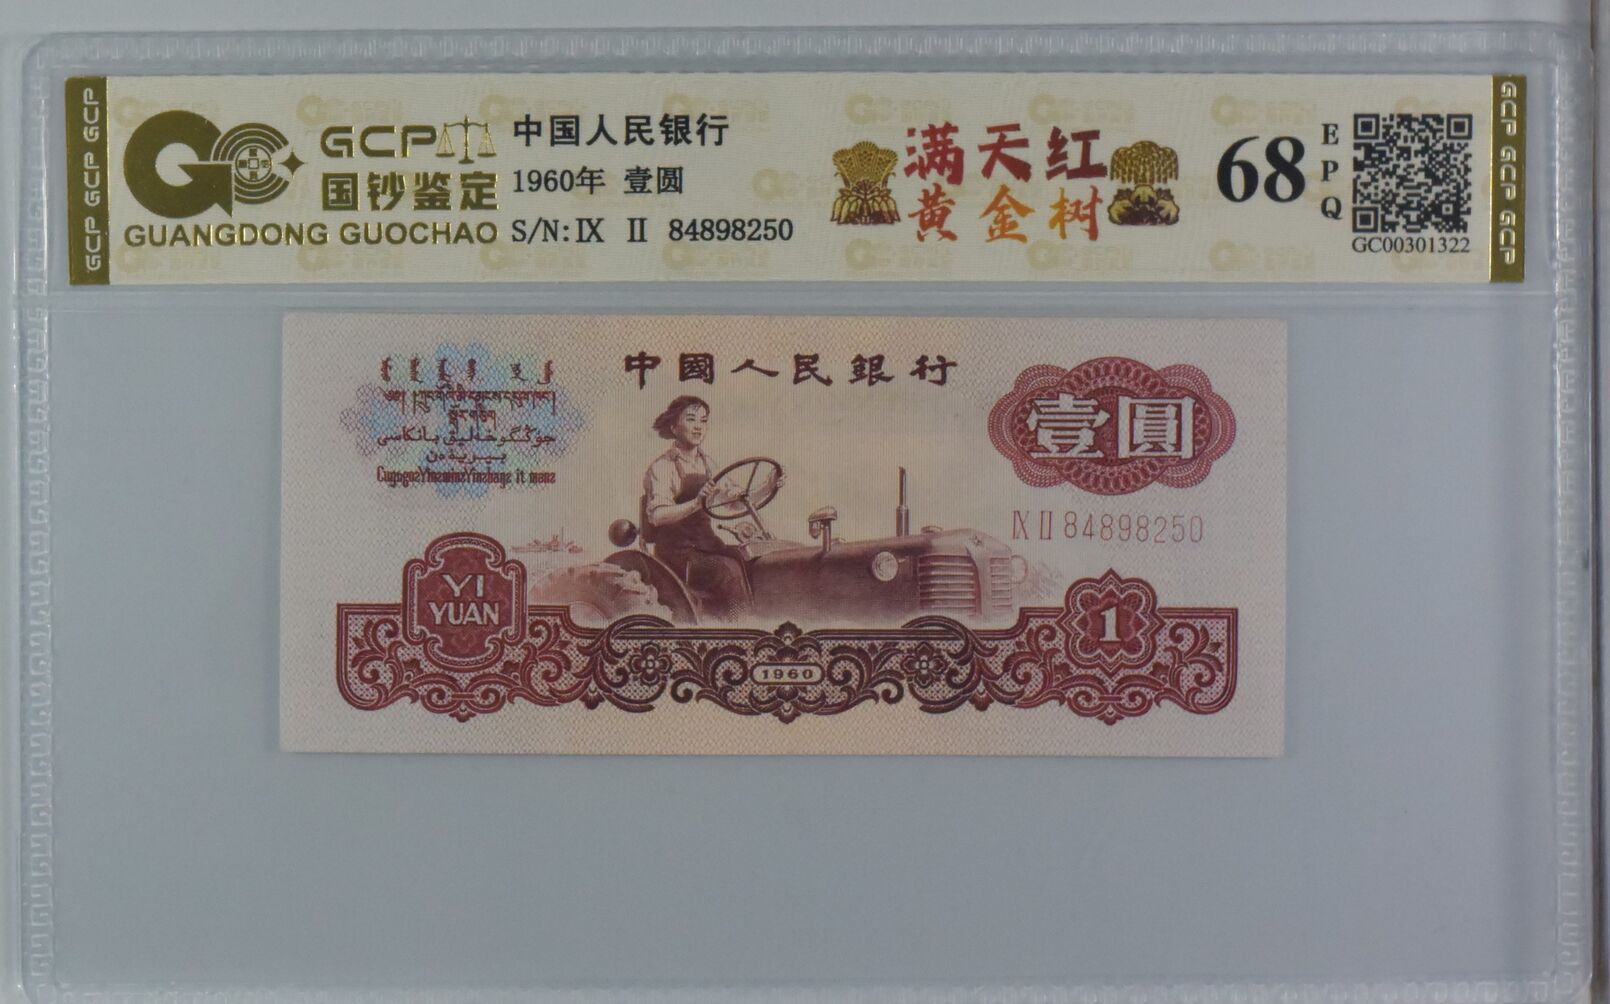 GCP
国钞鉴定
GUANGDONG GUOCHAO
中国人民银行
1960年 壹圆
S/N: IX II 84898250
满天红
黄金树
68
EPQ
GC00301322
GCP GCP GCP
GCP GCP GCP
中國人民銀行
壹圓
IX II 84898250
YI
YUAN
1960
1